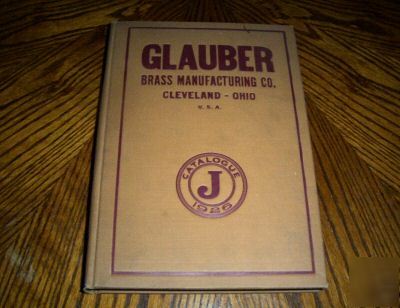 GLAUBER
BRASS MANUFACTURING CO.
CLEVELAND - OHIO
U. S. A.
CATALOGUE
J
1926